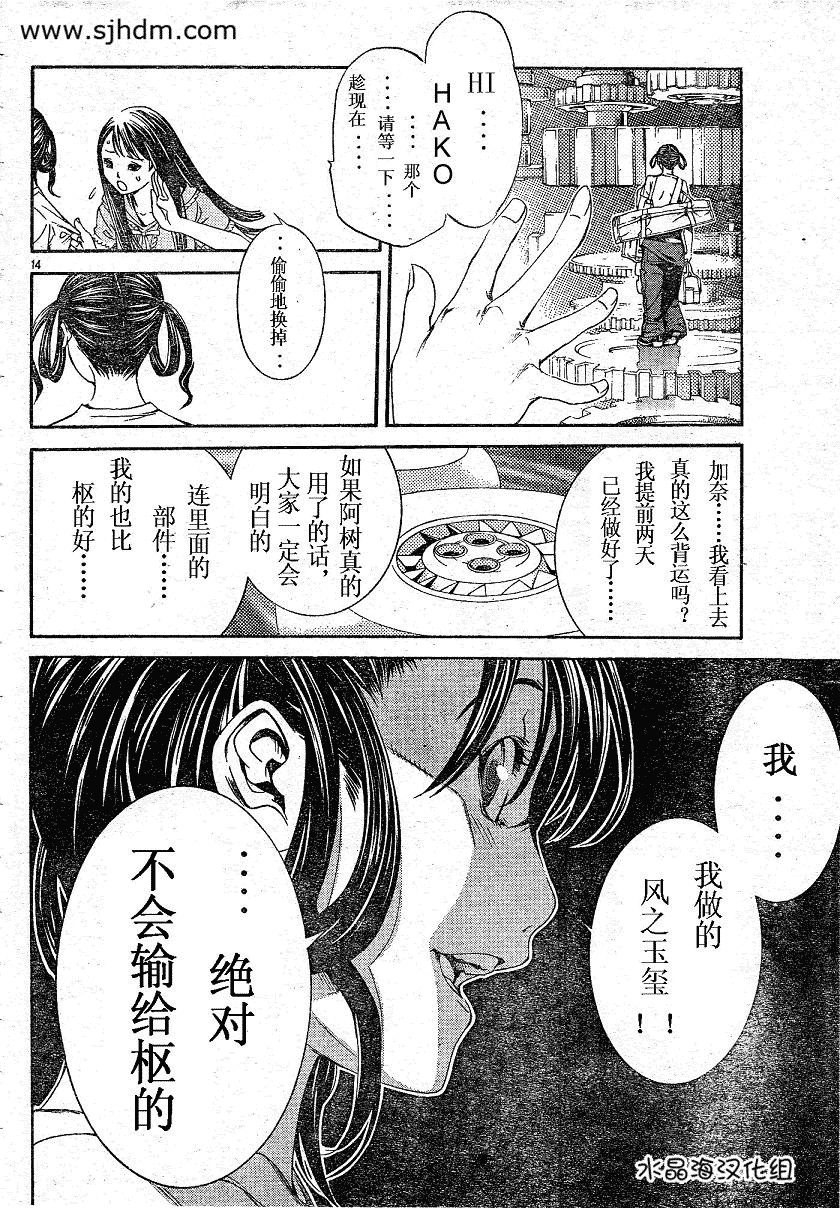 www.sjhdm.com
HI....
HAKO
....那个
....请等一下....
趁现在....
...偷偷地换掉...
14
加奈......我看上去
真的这么背运吗?
我提前两天
已经做好了......
如果阿树真的
用了的话，
大家一定会
明白的
连里面的
部件...
我的也比
枢的好......
我....
我做的
风之玉玺
！！
....绝对
不会输给枢的
水晶海汉化组